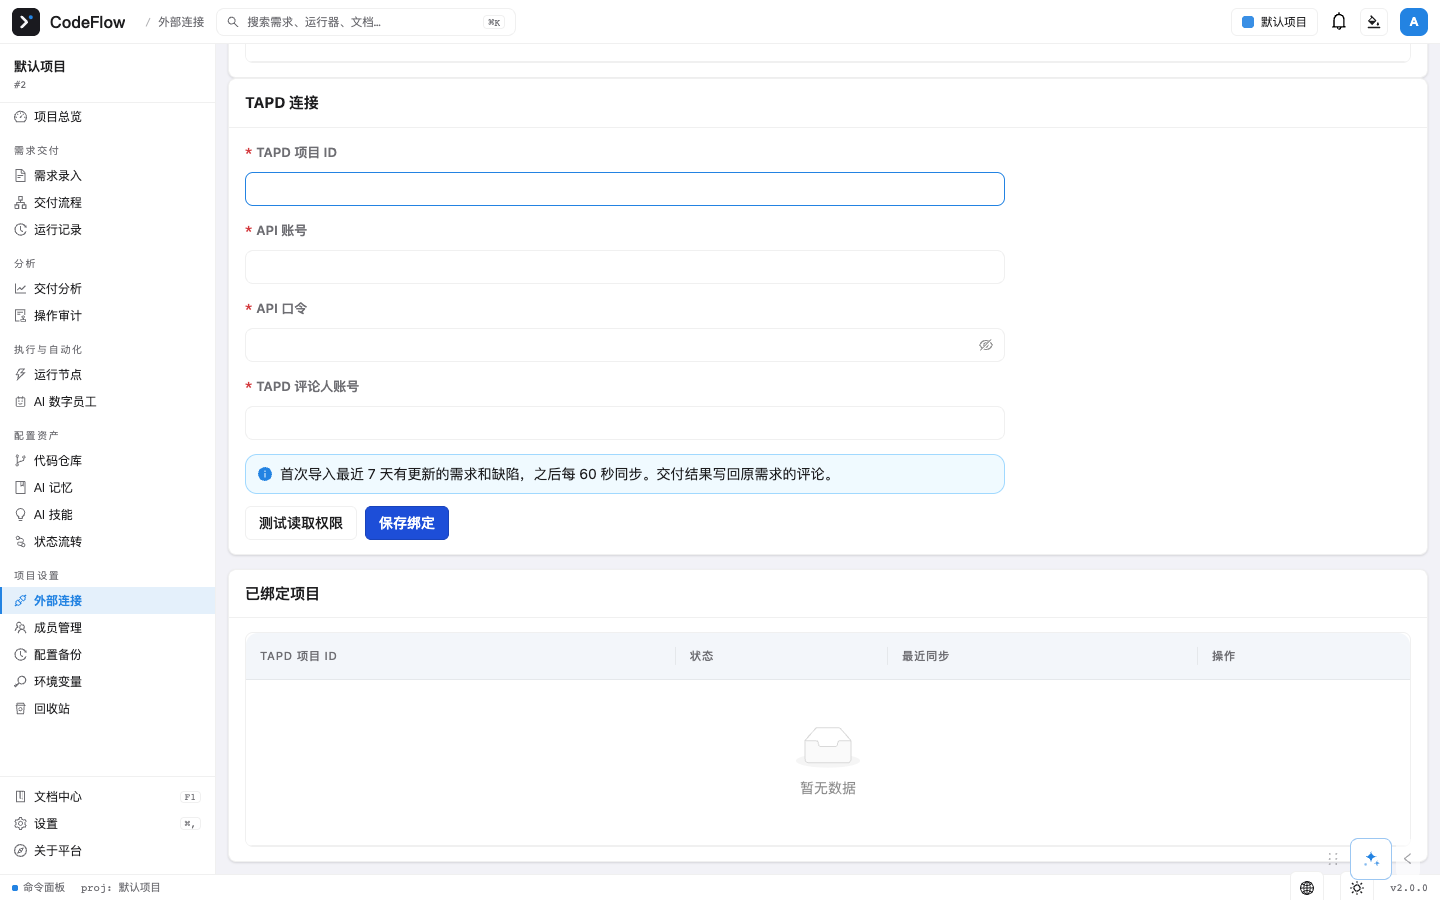 CodeFlow
/ 外部连接
搜索需求、运行器、文档...
⌘K
默认项目
A
默认项目
#2
项目总览
需求交付
需求录入
交付流程
运行记录
分析
交付分析
操作审计
执行与自动化
运行节点
AI 数字员工
配置资产
代码仓库
AI 记忆
AI 技能
状态流转
项目设置
外部连接
成员管理
配置备份
环境变量
回收站
文档中心
F1
设置
⌘,
关于平台
TAPD 连接
* TAPD 项目 ID
* API 账号
* API 口令
* TAPD 评论人账号
首次导入最近 7 天有更新的需求和缺陷，之后每 60 秒同步。交付结果写回原需求的评论。
测试读取权限
保存绑定
已绑定项目
TAPD 项目 ID
状态
最近同步
操作
暂无数据
命令面板
proj: 默认项目
v2.0.0